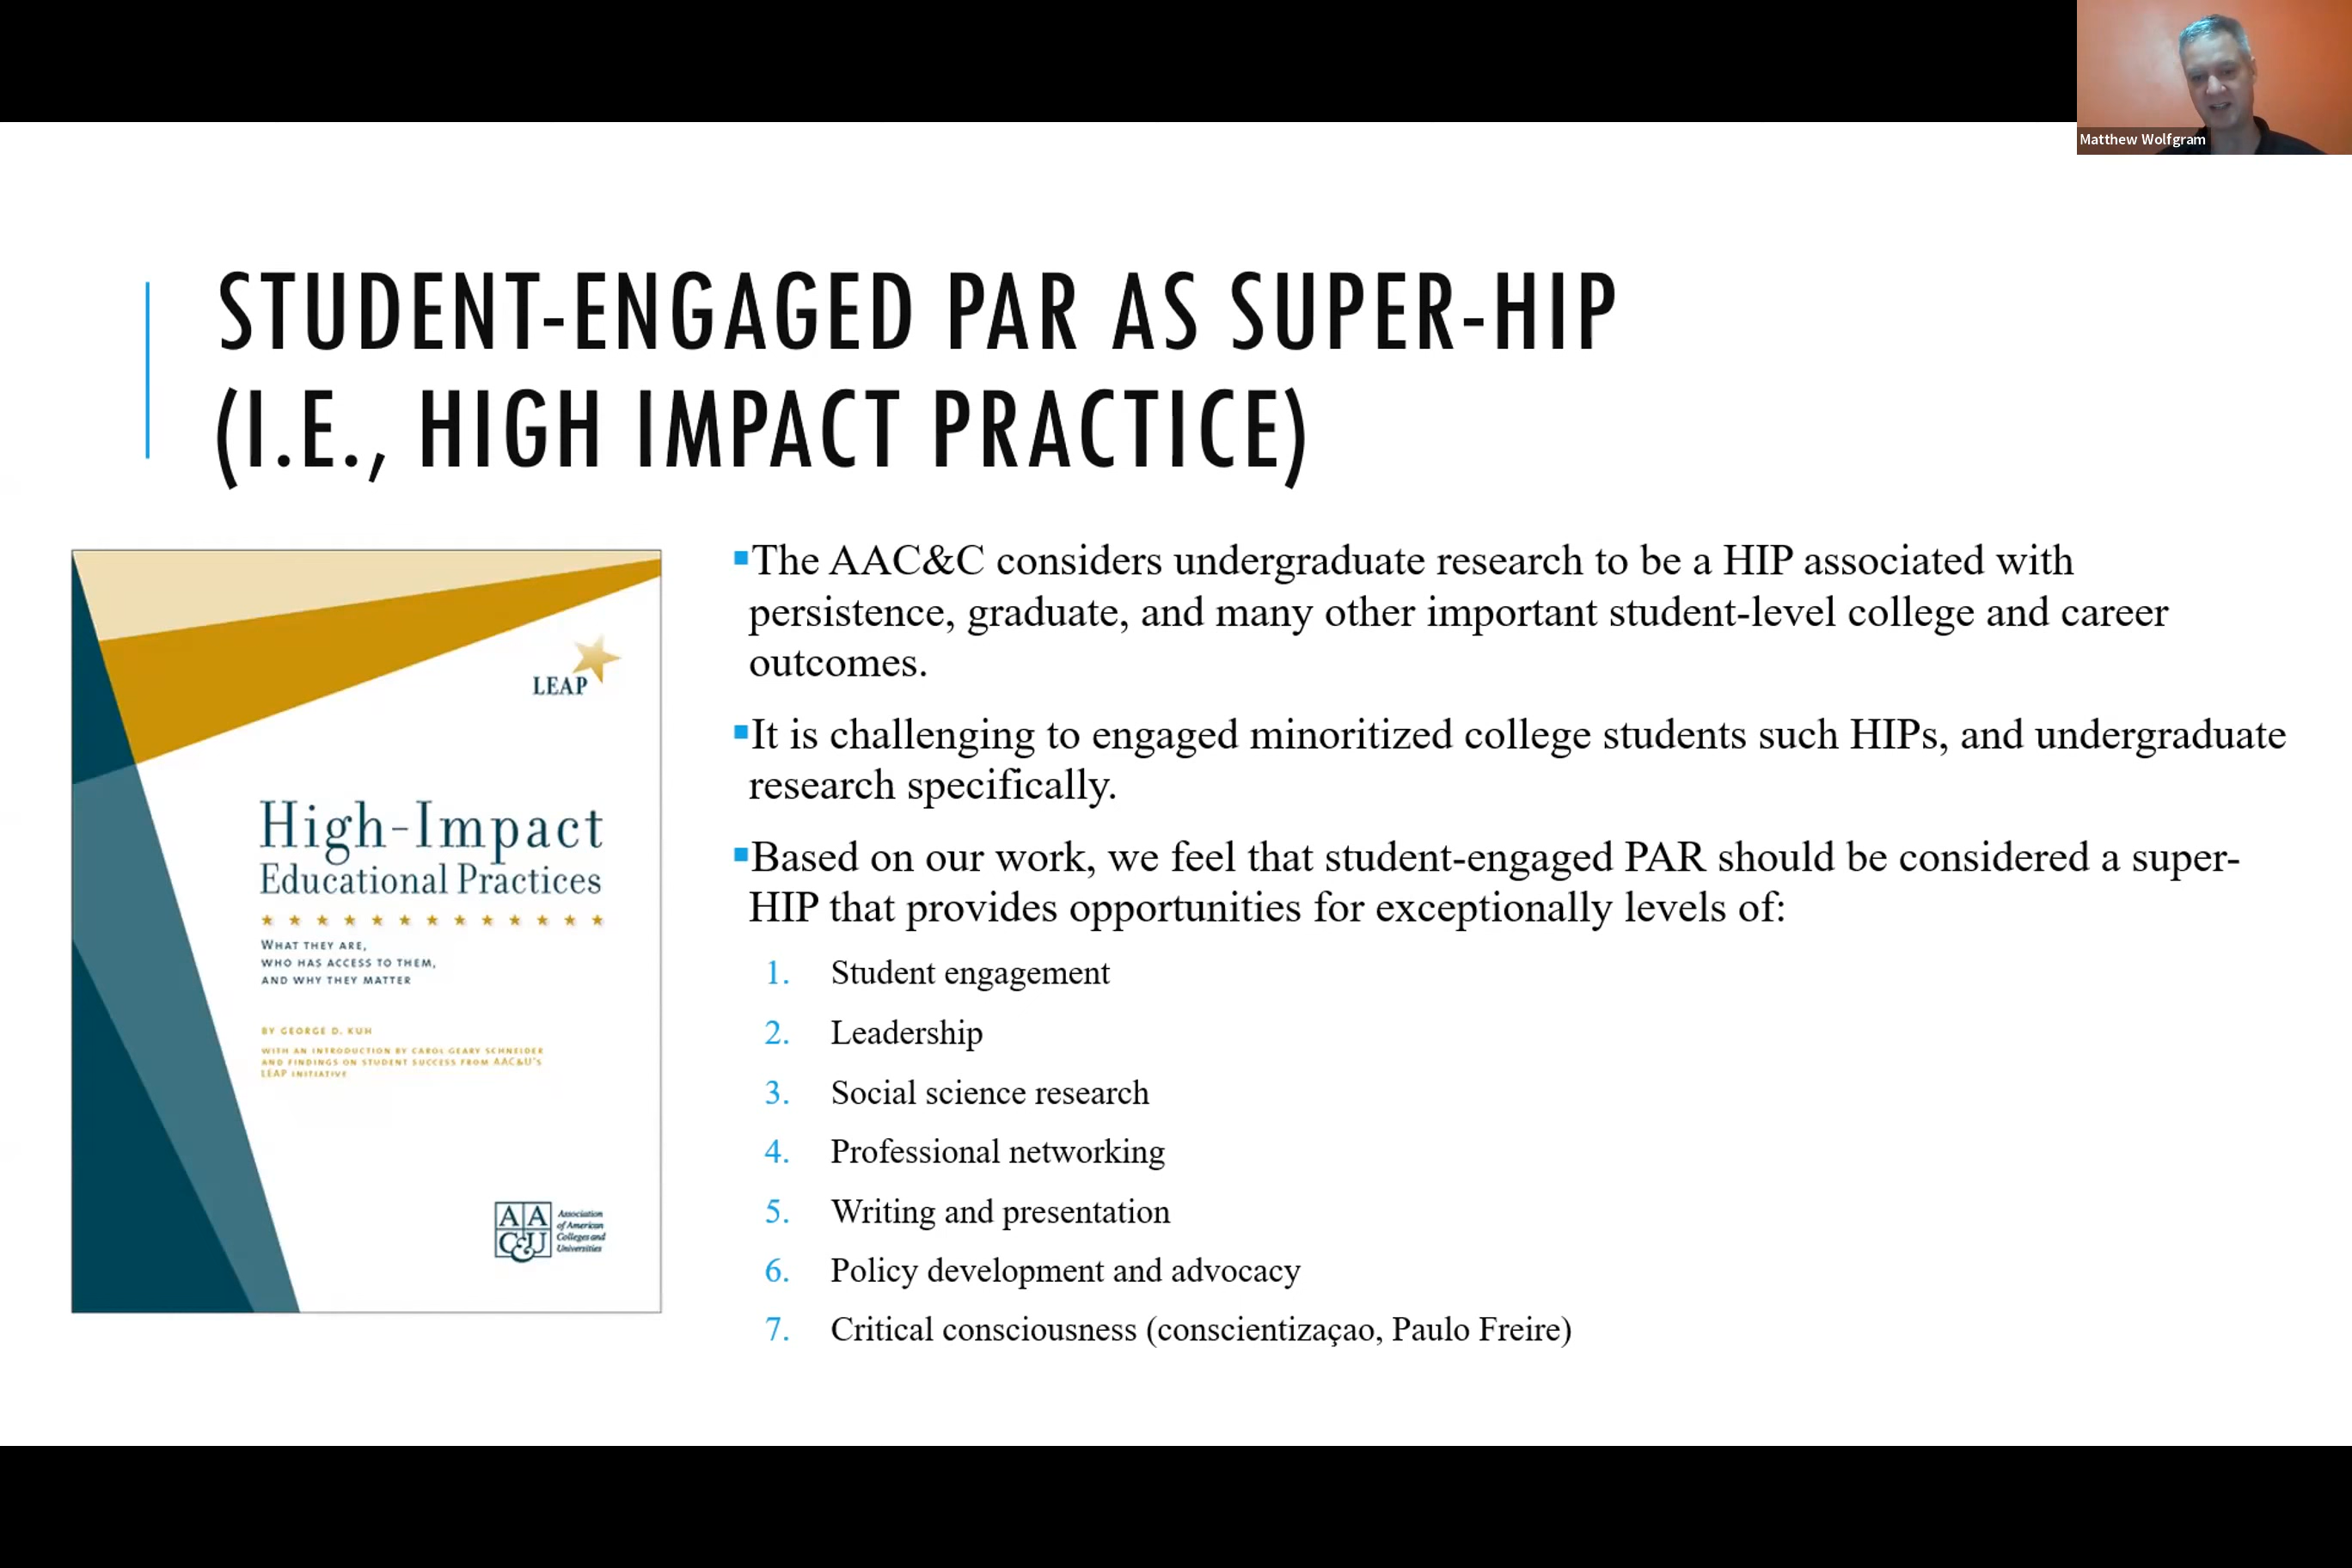 Matthew Wolfgram
STUDENT-ENGAGED PAR AS SUPER-HIP
(I.E., HIGH IMPACT PRACTICE)
LEAP
High-Impact
Educational Practices
WHAT THEY ARE,
WHO HAS ACCESS TO THEM,
AND WHY THEY MATTER
BY GEORGE D. KUH
WITH AN INTRODUCTION BY CAROL GEARY SCHNEIDER
AND FINDINGS ON STUDENT SUCCESS FROM AAC&U'S
LEAP INITIATIVE
AAC&U
Association
of American
Colleges and
Universities
▪The AAC&C considers undergraduate research to be a HIP associated with
persistence, graduate, and many other important student-level college and career
outcomes.
▪It is challenging to engaged minoritized college students such HIPs, and undergraduate
research specifically.
▪Based on our work, we feel that student-engaged PAR should be considered a super-
HIP that provides opportunities for exceptionally levels of:
1. Student engagement
2. Leadership
3. Social science research
4. Professional networking
5. Writing and presentation
6. Policy development and advocacy
7. Critical consciousness (conscientizaçao, Paulo Freire)